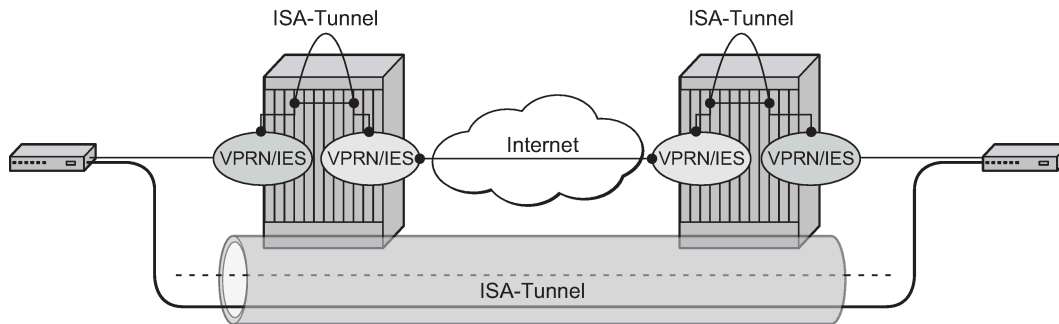 ISA-Tunnel
ISA-Tunnel
VPRN/IES
VPRN/IES
Internet
VPRN/IES
VPRN/IES
ISA-Tunnel